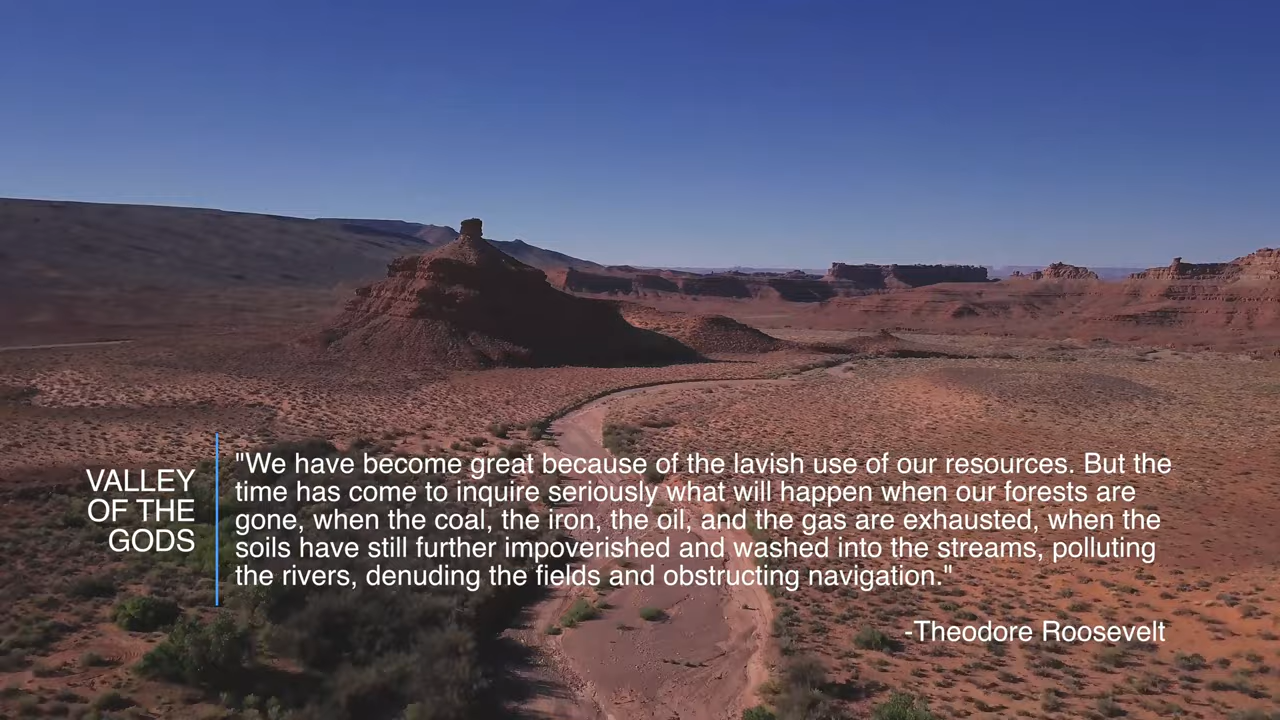 VALLEY
OF THE
GODS
"We have become great because of the lavish use of our resources. But the
time has come to inquire seriously what will happen when our forests are
gone, when the coal, the iron, the oil, and the gas are exhausted, when the
soils have still further impoverished and washed into the streams, polluting
the rivers, denuding the fields and obstructing navigation."
-Theodore Roosevelt